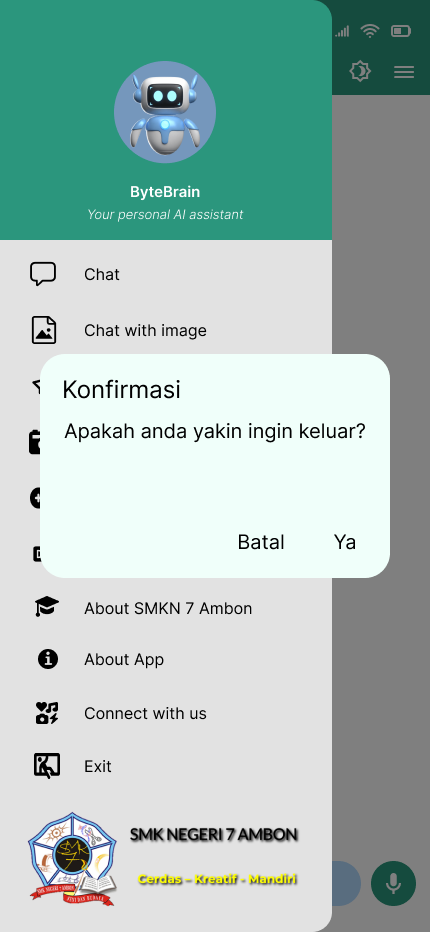 ByteBrain
Your personal AI assistant
Chat
Chat with image
Konfirmasi
Apakah anda yakin ingin keluar?
Batal
Ya
About SMKN 7 Ambon
About App
Connect with us
Exit
SMK NEGERI 7 AMBON
Cerdas - Kreatif - Mandiri